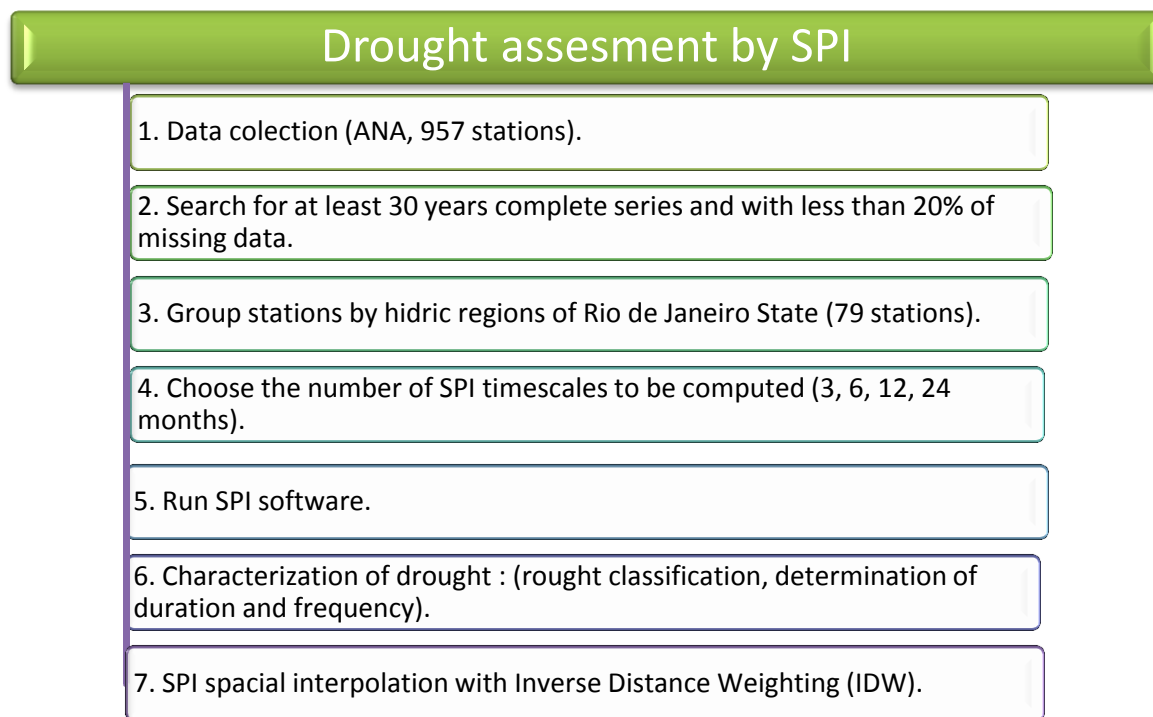 Drought assesment by SPI
1. Data colection (ANA, 957 stations).
2. Search for at least 30 years complete series and with less than 20% of
missing data.
3. Group stations by hidric regions of Rio de Janeiro State (79 stations).
4. Choose the number of SPI timescales to be computed (3, 6, 12, 24
months).
5. Run SPI software.
6. Characterization of drought : (rought classification, determination of
duration and frequency).
7. SPI spacial interpolation with Inverse Distance Weighting (IDW).